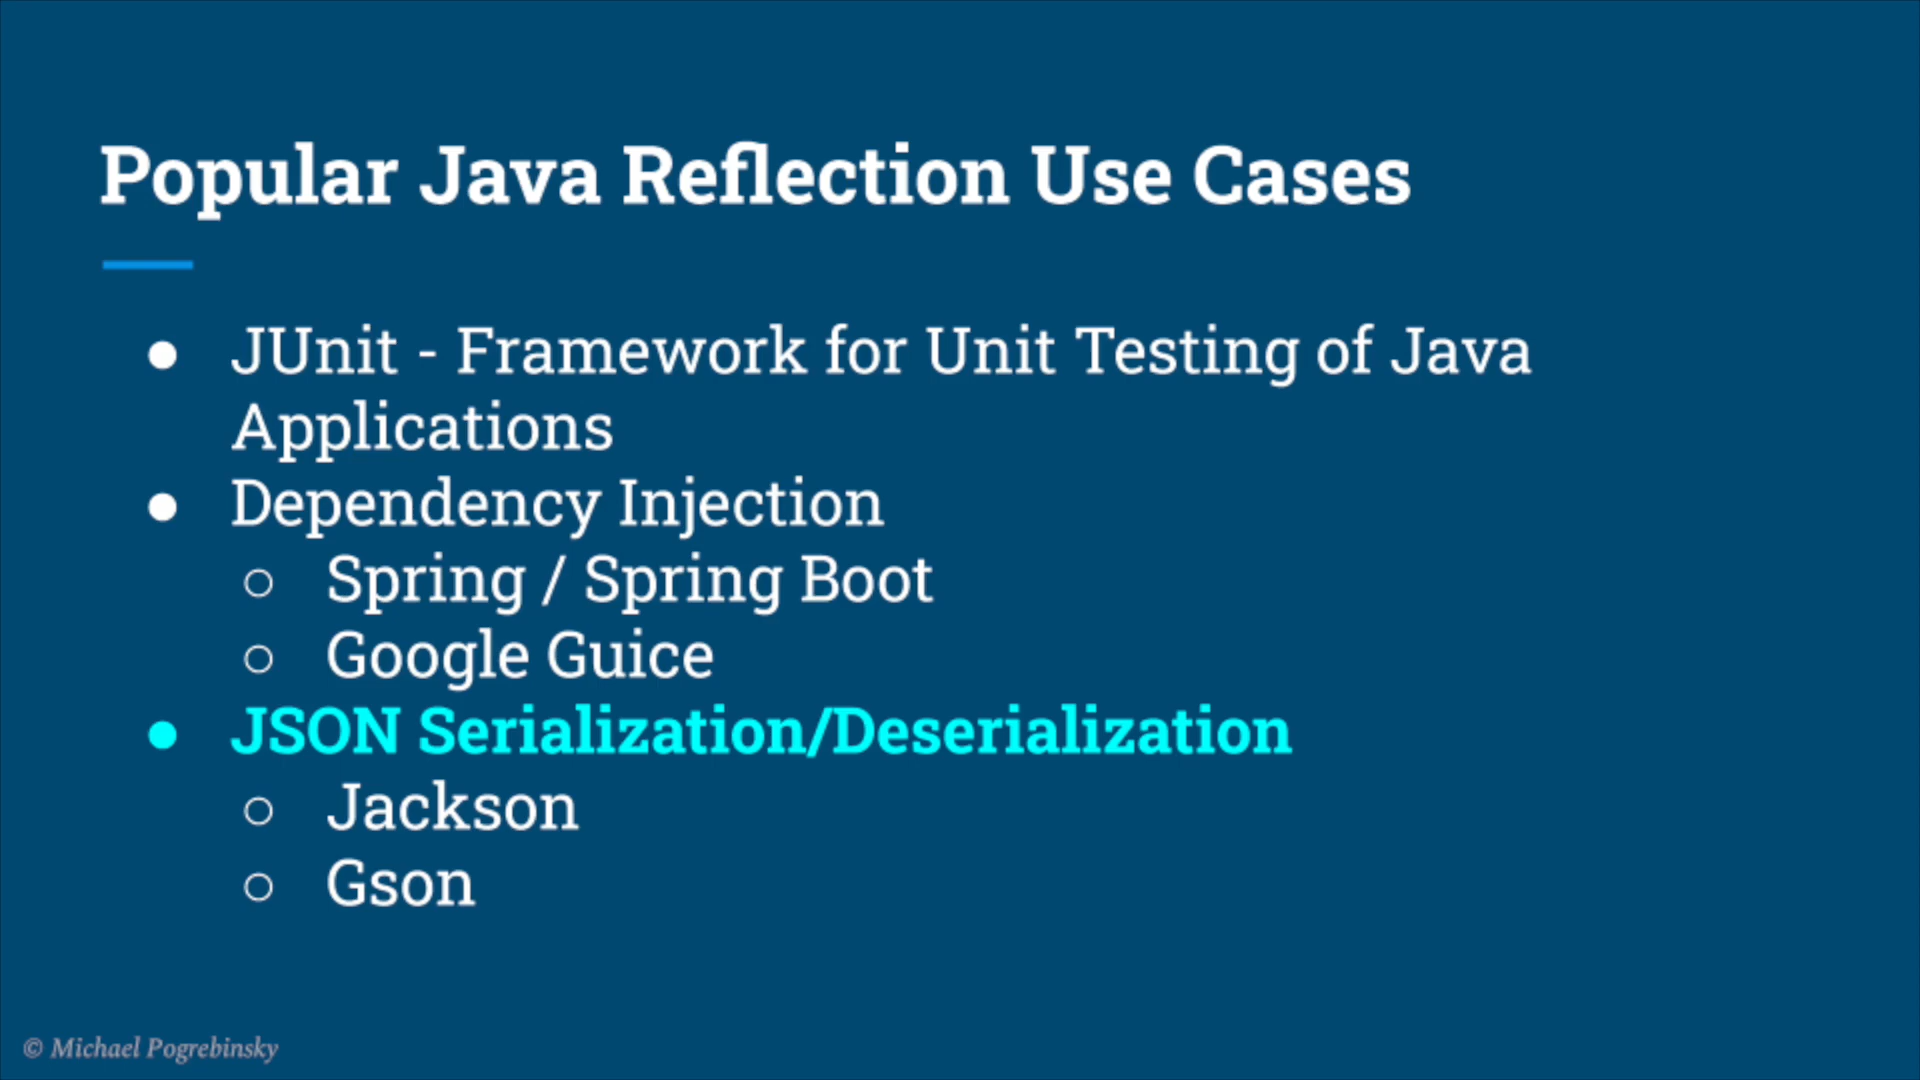 Popular Java Reflection Use Cases
● JUnit - Framework for Unit Testing of Java
Applications
● Dependency Injection
○ Spring / Spring Boot
○ Google Guice
● JSON Serialization/Deserialization
○ Jackson
○ Gson
© Michael Pogrebinsky